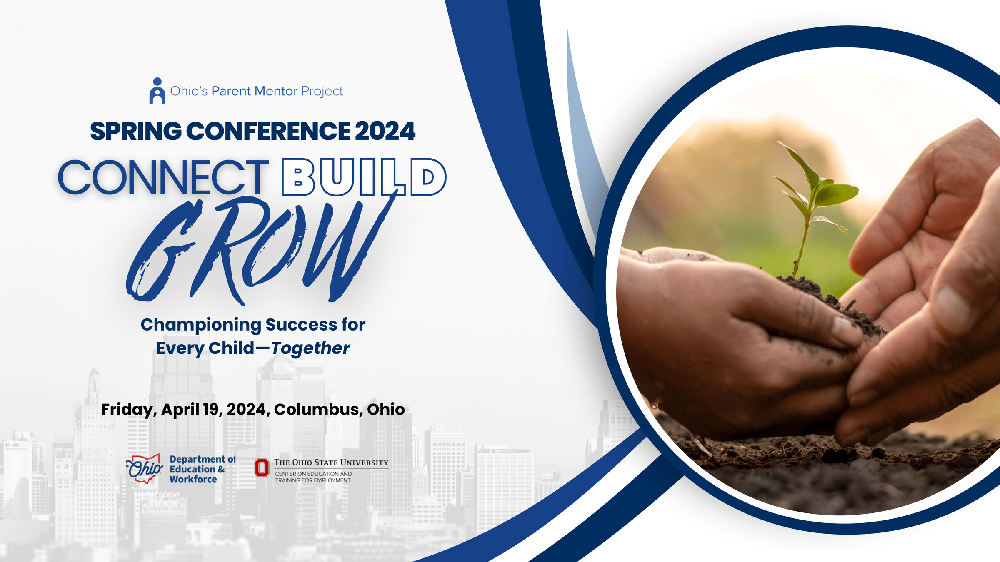 Ohio's Parent Mentor Project
SPRING CONFERENCE 2024
CONNECT BUILD
GROW
Championing Success for
Every Child—Together
Friday, April 19, 2024, Columbus, Ohio
Ohio
Department of
Education &
Workforce
THE OHIO STATE UNIVERSITY
CENTER ON EDUCATION AND
TRAINING FOR EMPLOYMENT